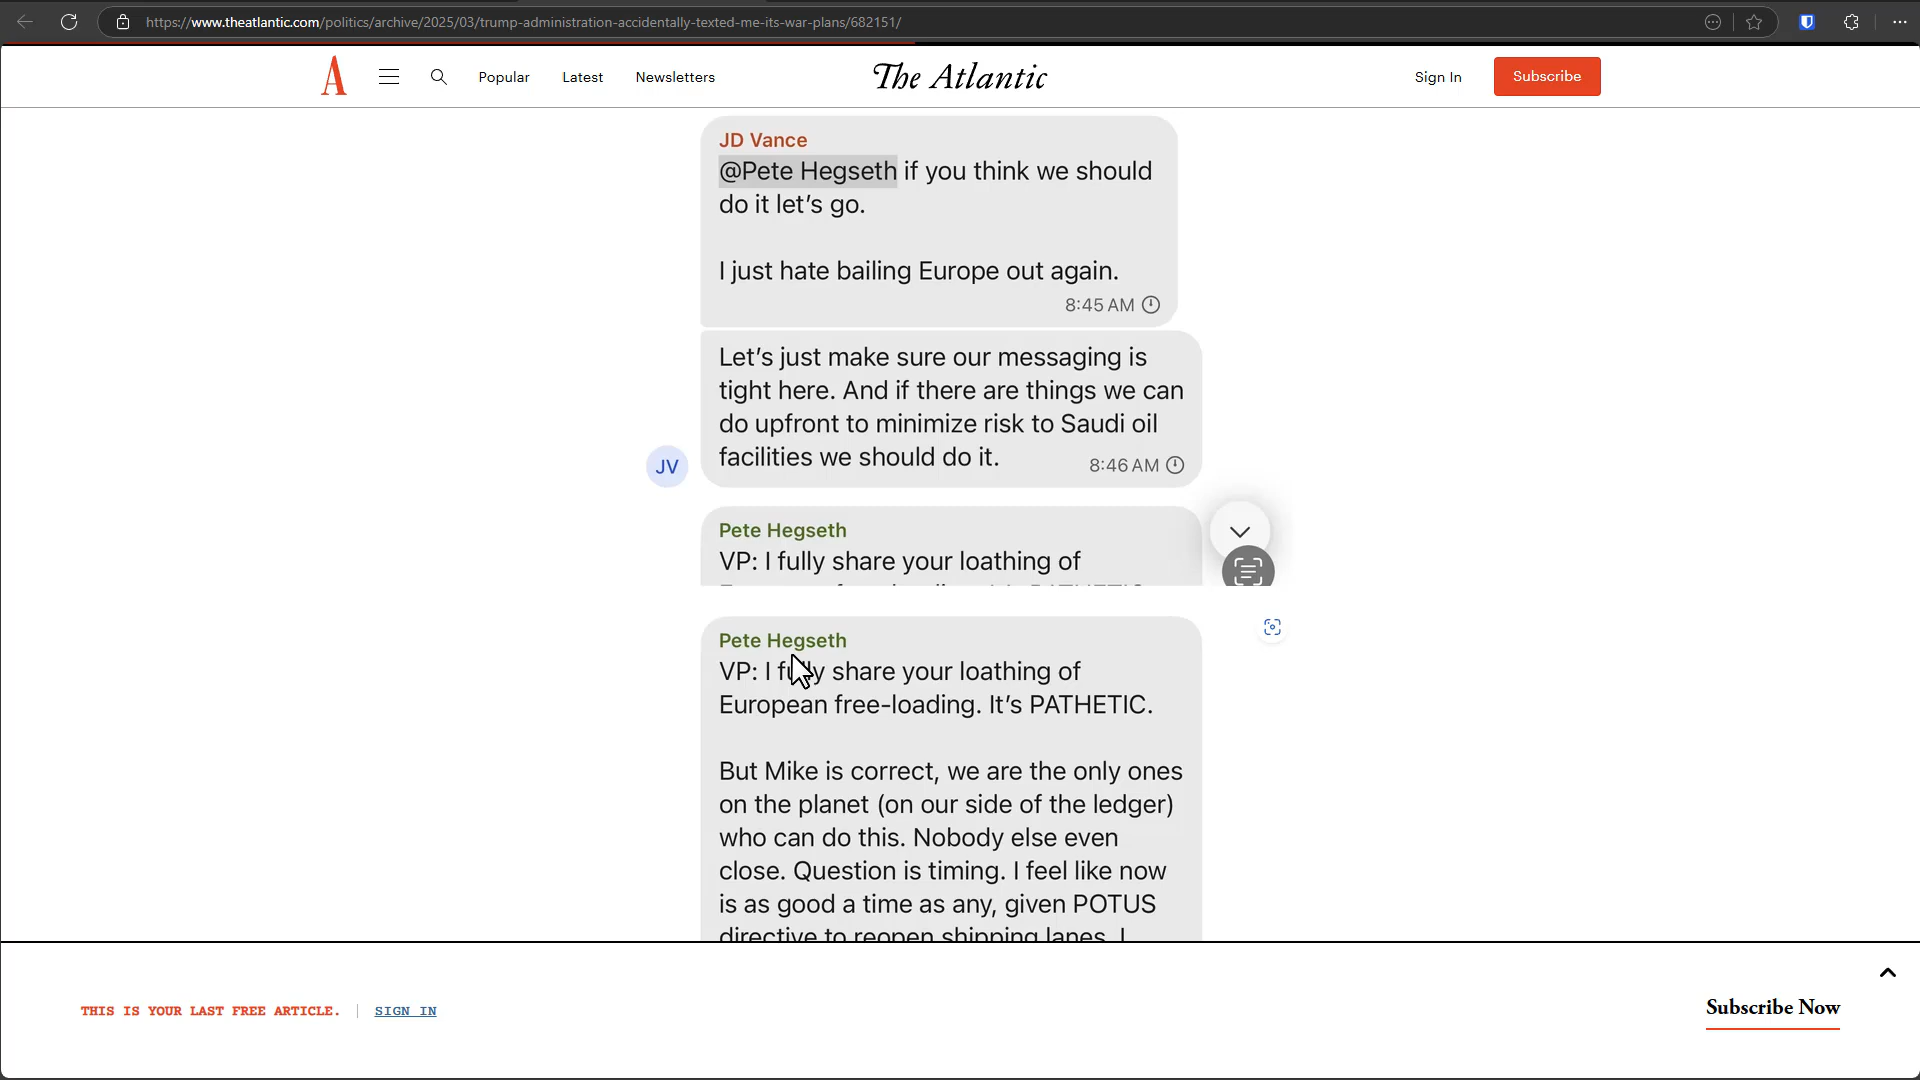 https://www.theatlantic.com/politics/archive/2025/03/trump-administration-accidentally-texted-me-its-war-plans/682151/
A
Popular
Latest
Newsletters
The Atlantic
Sign In
Subscribe
JD Vance
@Pete Hegseth if you think we should
do it let's go.
I just hate bailing Europe out again.
8:45 AM
Let's just make sure our messaging is
tight here. And if there are things we can
do upfront to minimize risk to Saudi oil
facilities we should do it.
8:46 AM
JV
Pete Hegseth
VP: I fully share your loathing of
Pete Hegseth
VP: I fully share your loathing of
European free-loading. It's PATHETIC.
But Mike is correct, we are the only ones
on the planet (on our side of the ledger)
who can do this. Nobody else even
close. Question is timing. I feel like now
is as good a time as any, given POTUS
directive to reopen shipping lanes. I
THIS IS YOUR LAST FREE ARTICLE.
SIGN IN
Subscribe Now